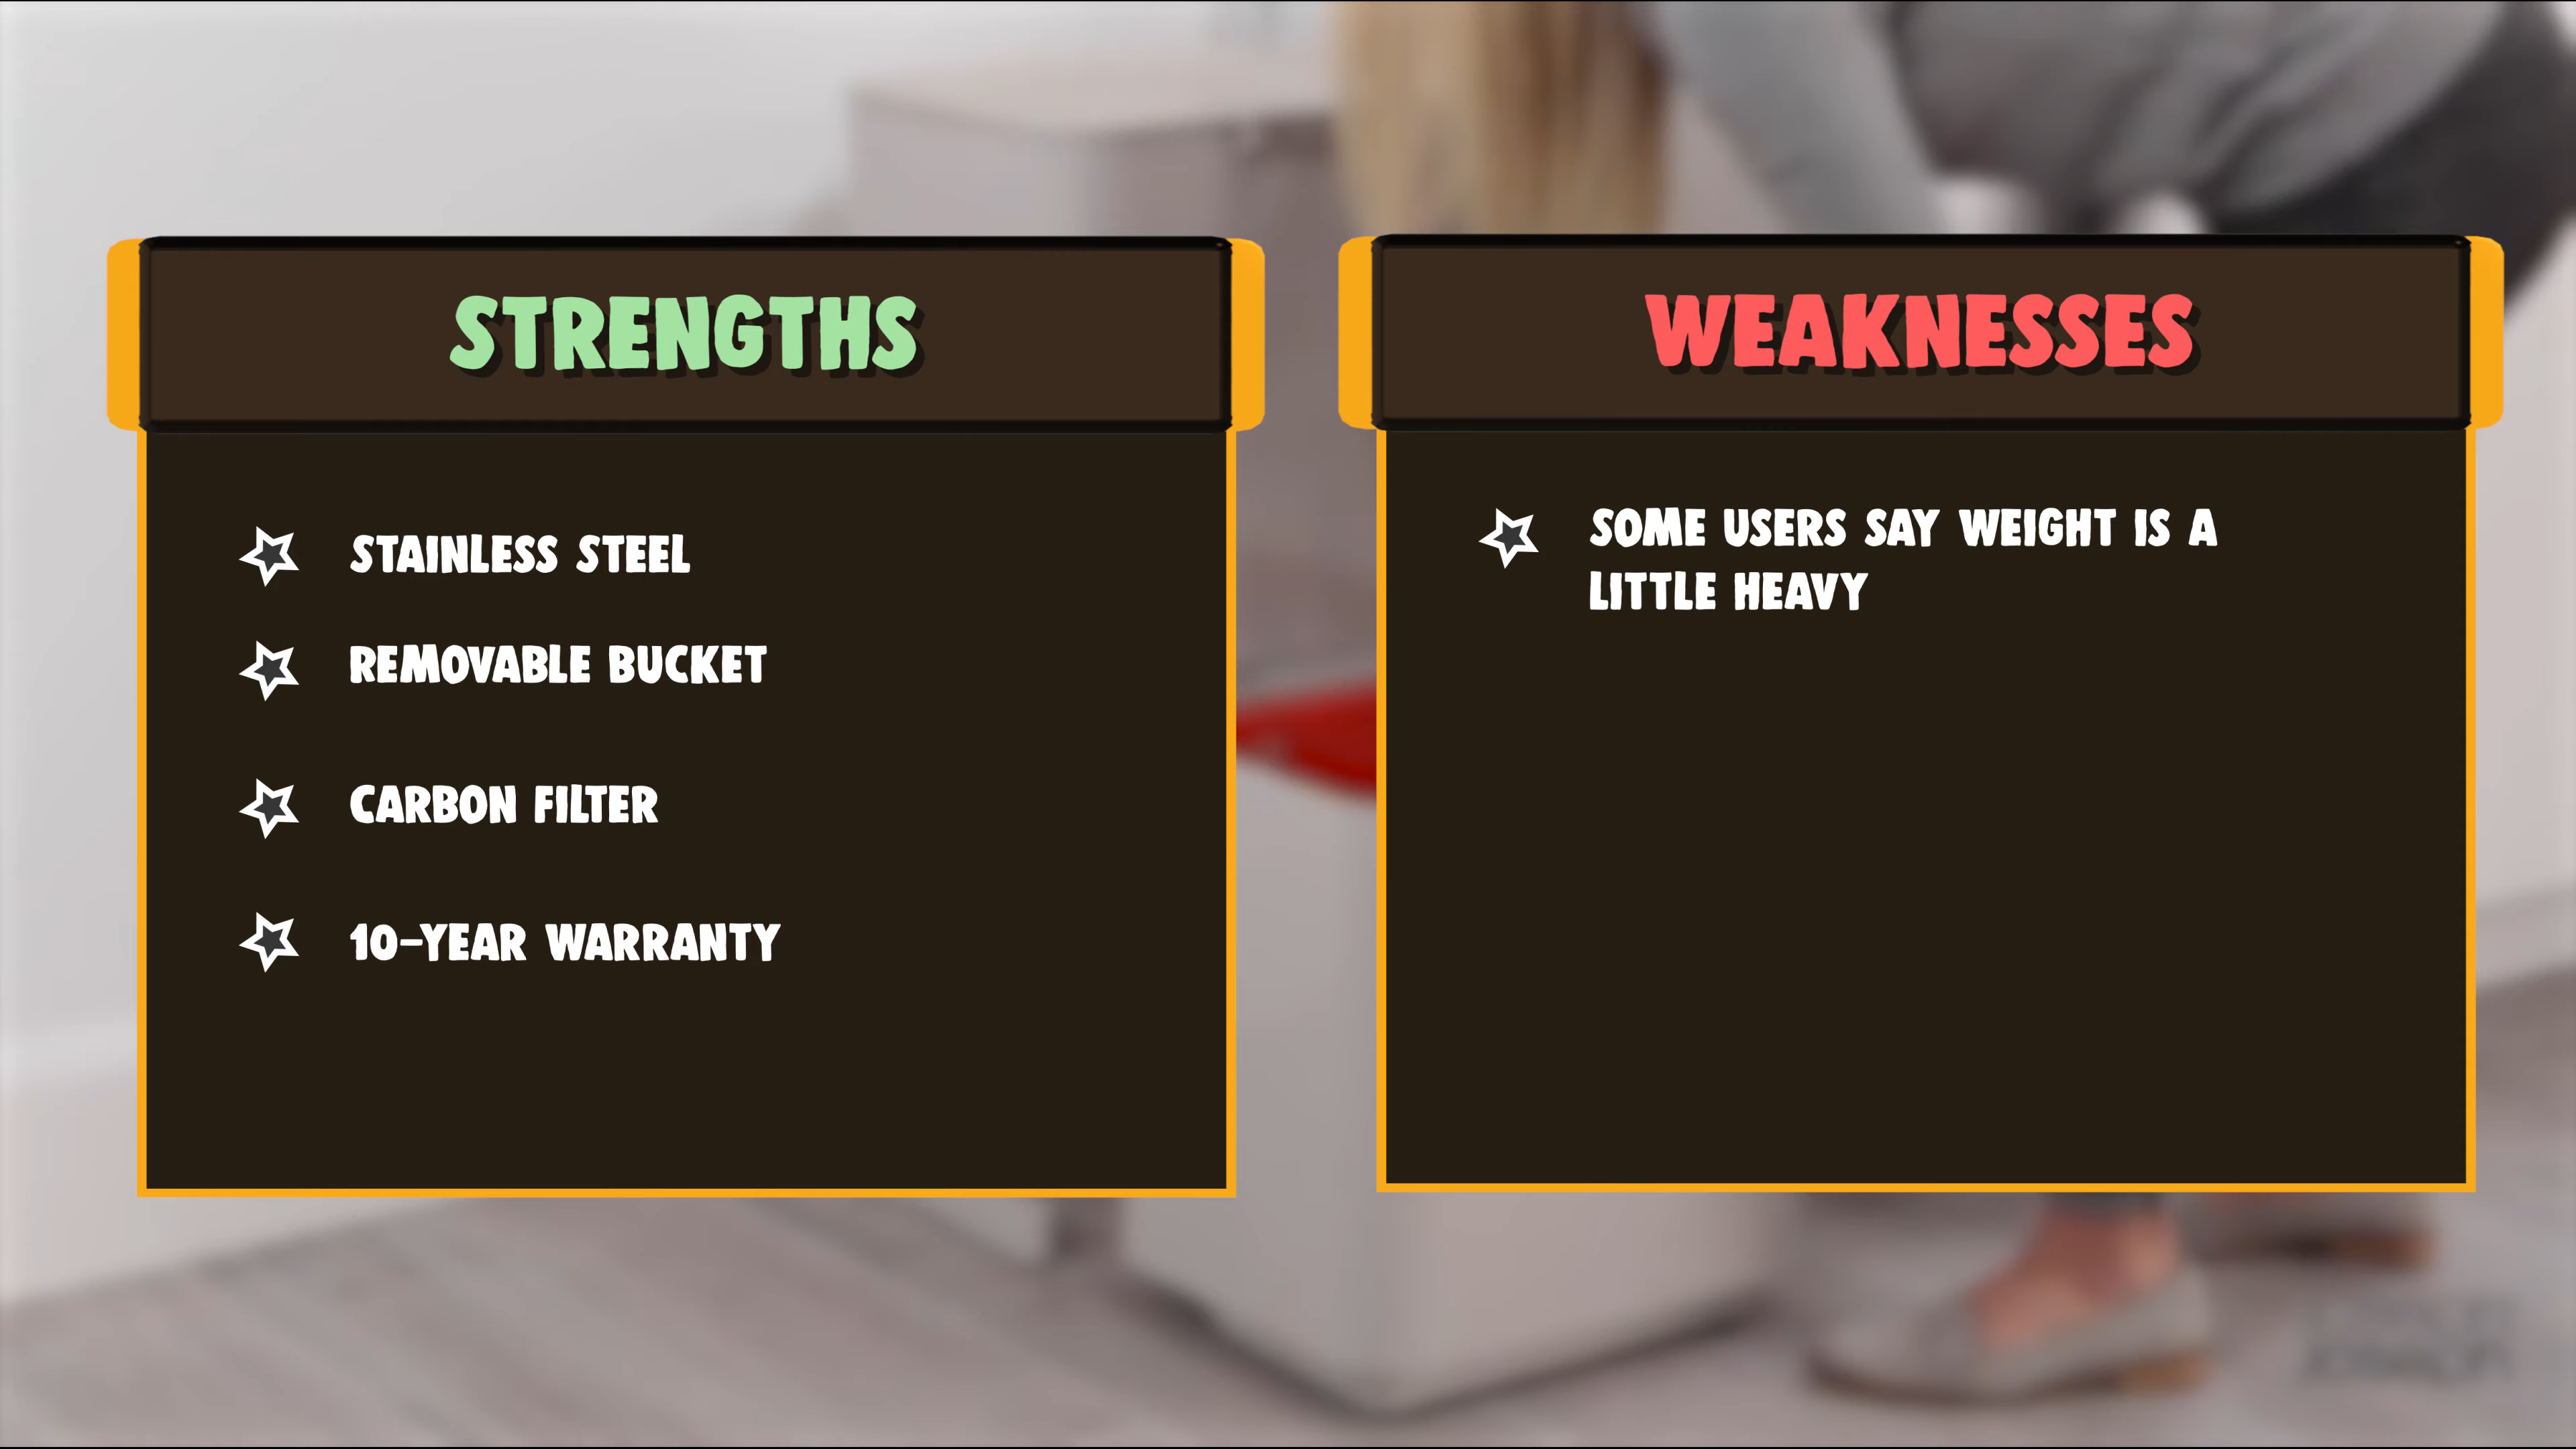 STRENGTHS
STAINLESS STEEL
REMOVABLE BUCKET
CARBON FILTER
10-YEAR WARRANTY
WEAKNESSES
SOME USERS SAY WEIGHT IS A
LITTLE HEAVY